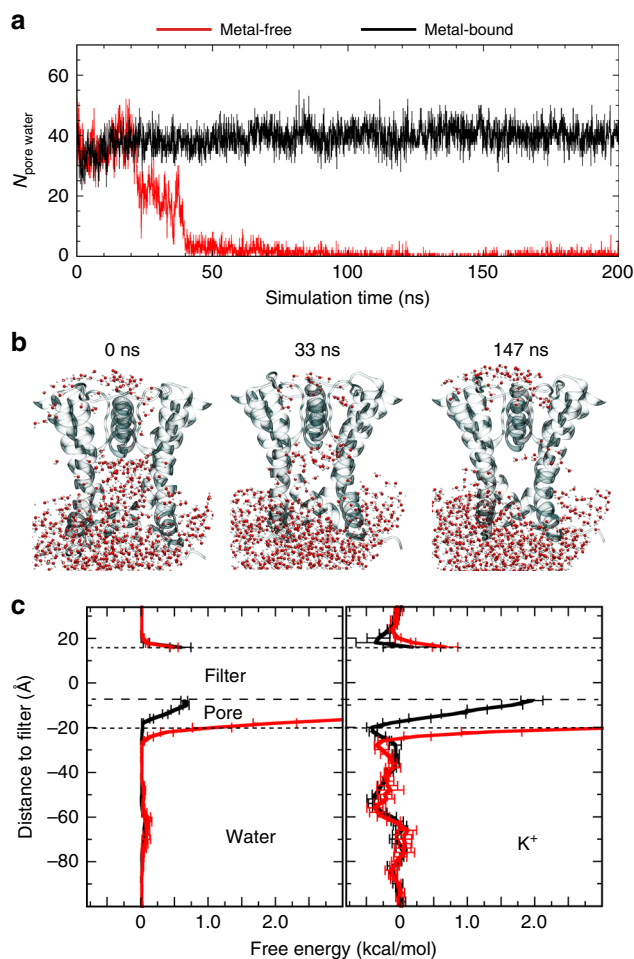 a
Metal-free Metal-bound
N pore water
60
40
20
0
0 50 100 150 200
Simulation time (ns)
b
0 ns 33 ns 147 ns
c
Distance to filter (Å)
20
0
−20
−40
−60
−80
Filter
Pore
Water
K+
0 1.0 2.0 0 1.0 2.0 3.0
Free energy (kcal/mol)